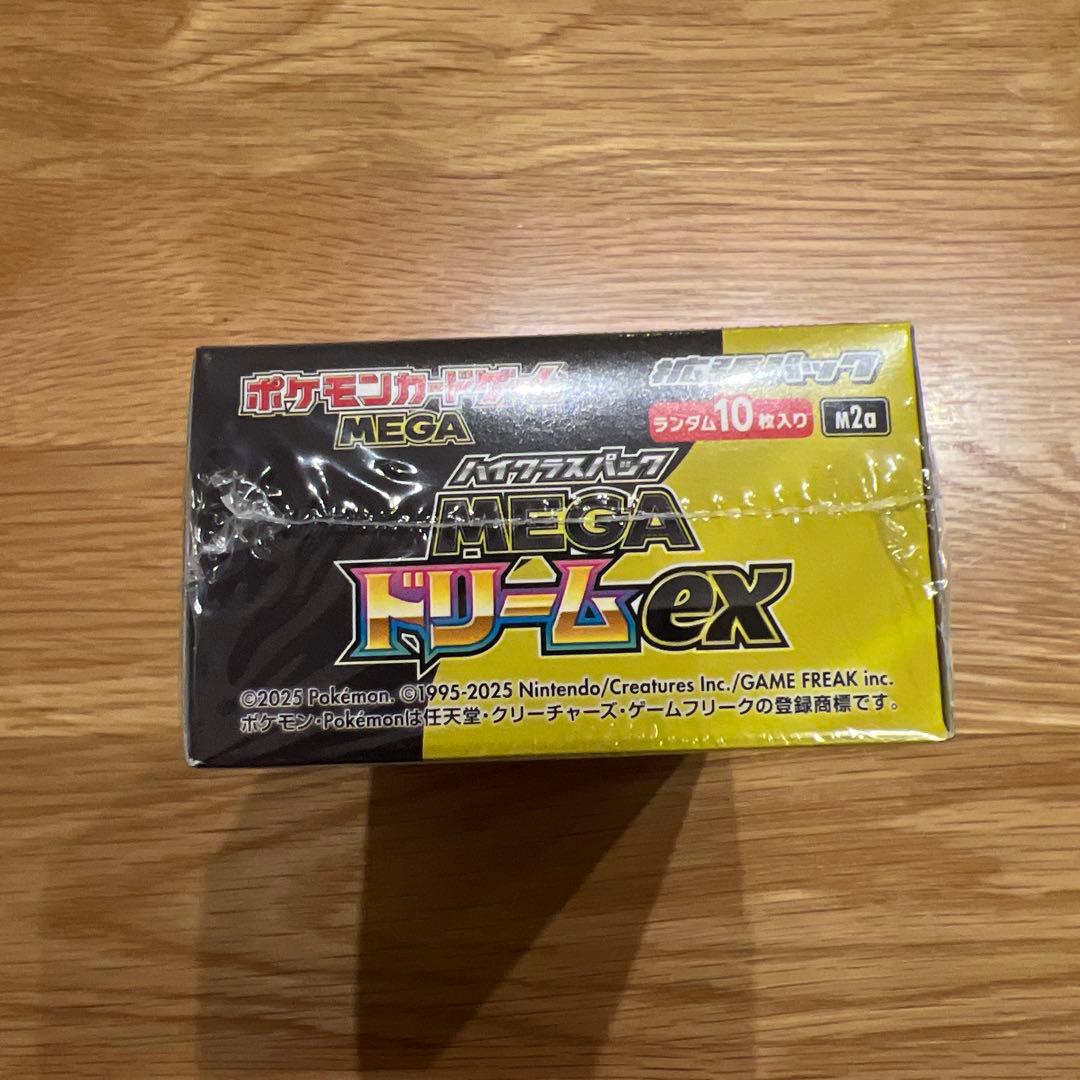 ポケモンカードゲーム
MEGA
拡張パック
ランダム10枚入り
M2a
ハイクラスパック
MEGA
ドリームex
©2025 Pokémon. ©1995-2025 Nintendo/Creatures Inc./GAME FREAK inc.
ポケモン・Pokémonは任天堂・クリーチャーズ・ゲームフリークの登録商標です。